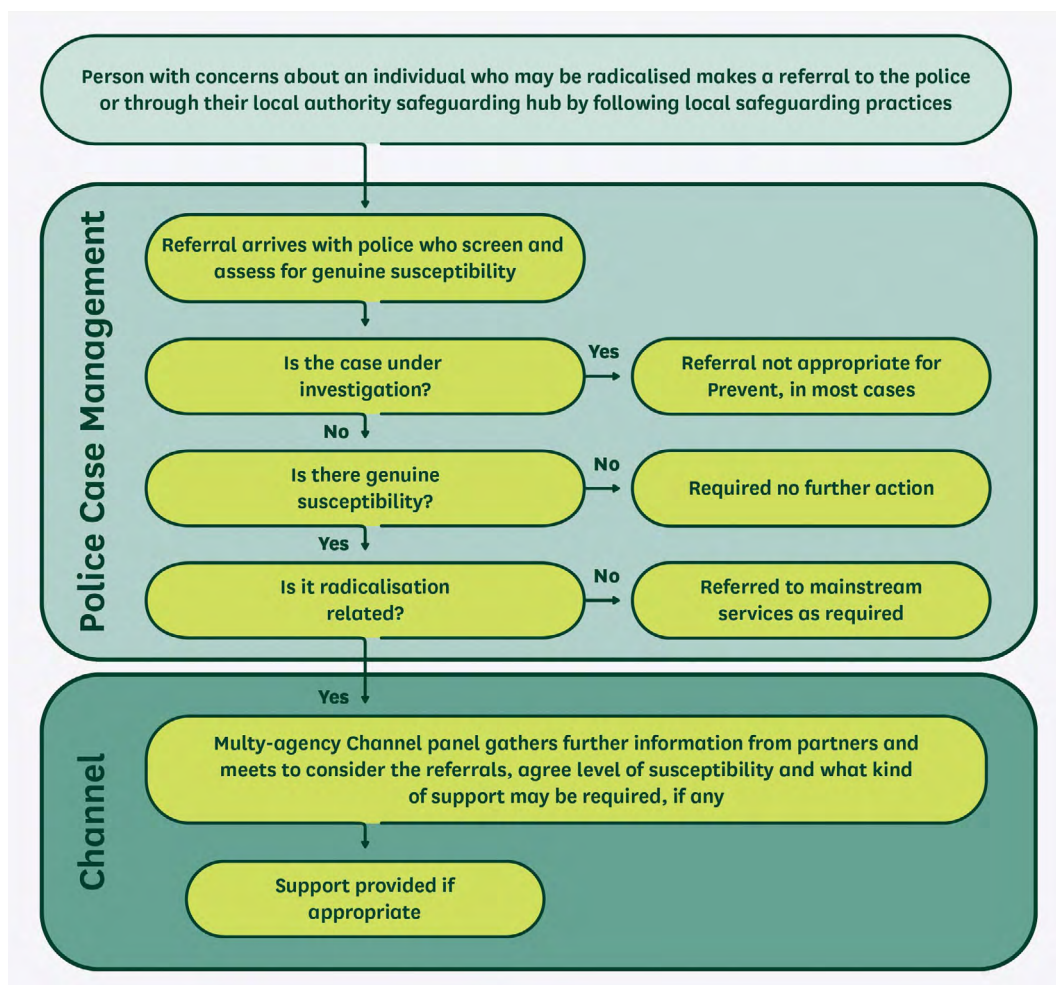 Person with concerns about an individual who may be radicalised makes a referral to the police
or through their local authority safeguarding hub by following local safeguarding practices
Police Case Management
Referral arrives with police who screen and
assess for genuine susceptibility
Is the case under
investigation?
Yes
Referral not appropriate for
Prevent, in most cases
No
Is there genuine
susceptibility?
No
Required no further action
Yes
Is it radicalisation
related?
No
Referred to mainstream
services as required
Yes
Channel
Multy-agency Channel panel gathers further information from partners and
meets to consider the referrals, agree level of susceptibility and what kind
of support may be required, if any
Support provided if
appropriate